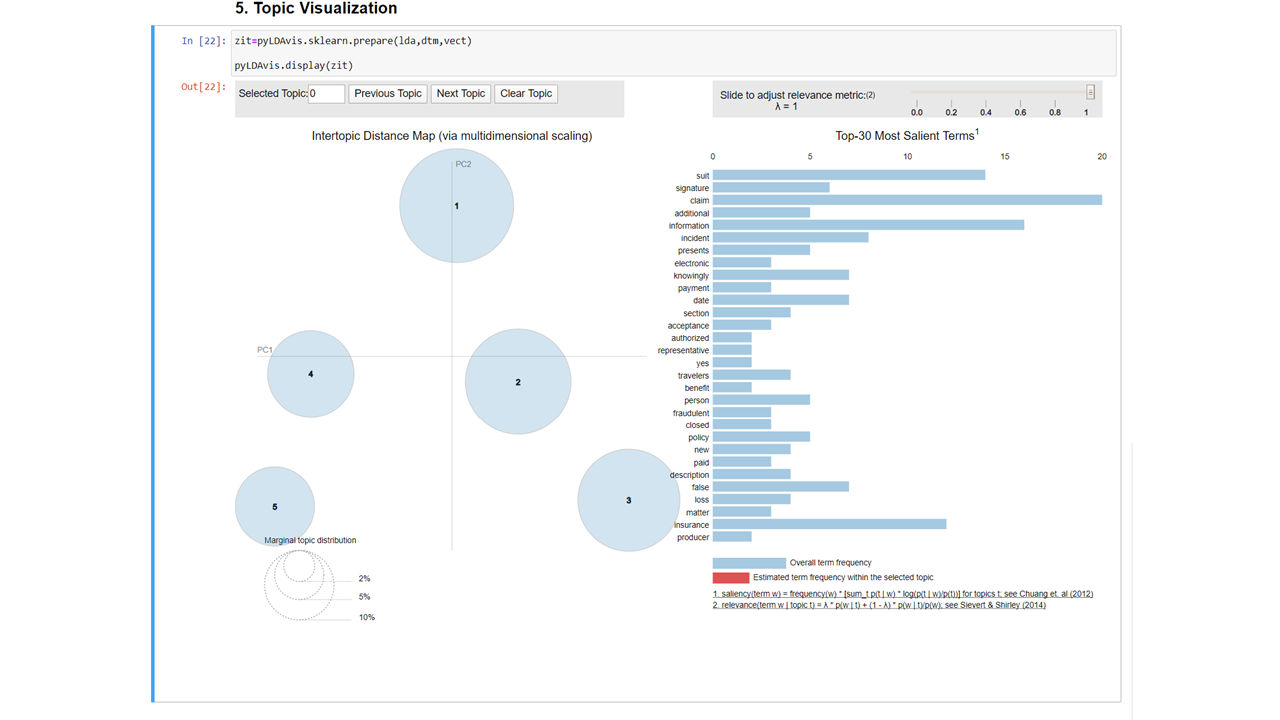 5. Topic Visualization
In [22]: zit=pyLDAvis.sklearn.prepare(lda,dtm,vect)
pyLDAvis.display(zit)
Out[22]:
Selected Topic: 0 Previous Topic Next Topic Clear Topic
Slide to adjust relevance metric:(2)
λ = 1
0.0 0.2 0.4 0.6 0.8 1
Intertopic Distance Map (via multidimensional scaling)
PC2
1
PC1
4
2
5
3
Marginal topic distribution
2%
5%
10%
Top-30 Most Salient Terms1
0 5 10 15 20
suit
signature
claim
additional
information
incident
presents
electronic
knowingly
payment
date
section
acceptance
authorized
representative
yes
travelers
benefit
person
fraudulent
closed
policy
new
paid
description
false
loss
matter
insurance
producer
Overall term frequency
Estimated term frequency within the selected topic
1. saliency(term w) = frequency(w) * [sum_t p(t | w) * log(p(t | w)/p(t))] for topics t; see Chuang et. al (2012)
2. relevance(term w | topic t) = λ * p(w | t) + (1 - λ) * p(w | t)/p(w); see Sievert & Shirley (2014)